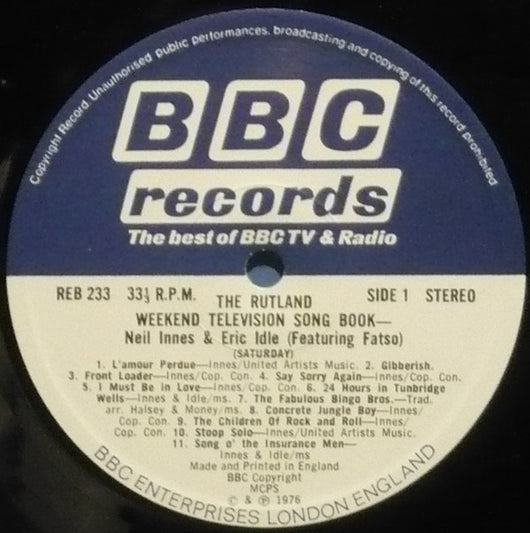 Copyright Record. Unauthorised public performances, broadcasting and copying of this record prohibited
BBC
records
The best of BBC TV & Radio
REB 233 33⅓ R.P.M. THE RUTLAND SIDE 1 STEREO
WEEKEND TELEVISION SONG BOOK—
Neil Innes & Eric Idle (Featuring Fatso)
(SATURDAY)
1. L'amour Perdue—Innes/United Artists Music. 2. Gibberish.
3. Front Loader—Innes/Cop. Con. 4. Say Sorry Again—Innes/Cop. Con.
5. I Must Be in Love—Innes/Cop. Con. 6. 24 Hours in Tunbridge
Wells—Innes & Idle/ms. 7. The Fabulous Bingo Bros.—Trad.
arr. Halsey & Money/ms. 8. Concrete Jungle Boy—Innes/
Cop. Con. 9. The Children Of Rock and Roll—Innes/
Cop. Con. 10. Stoop Solo—Innes/United Artists Music.
11. Song o' the Insurance Men—
Innes & Idle/ms
Made and Printed in England
BBC Copyright
MCPS
© & ℗ 1976
BBC ENTERPRISES LONDON ENGLAND